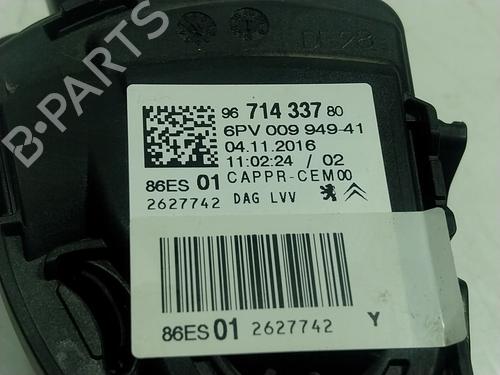 96 714 337 80
6PV 009 949-41
04.11.2016
11:02:24 / 02
86ES 01 CAPPR-CEM00
2627742 DAG LVV
86ES 01 2627742 Y